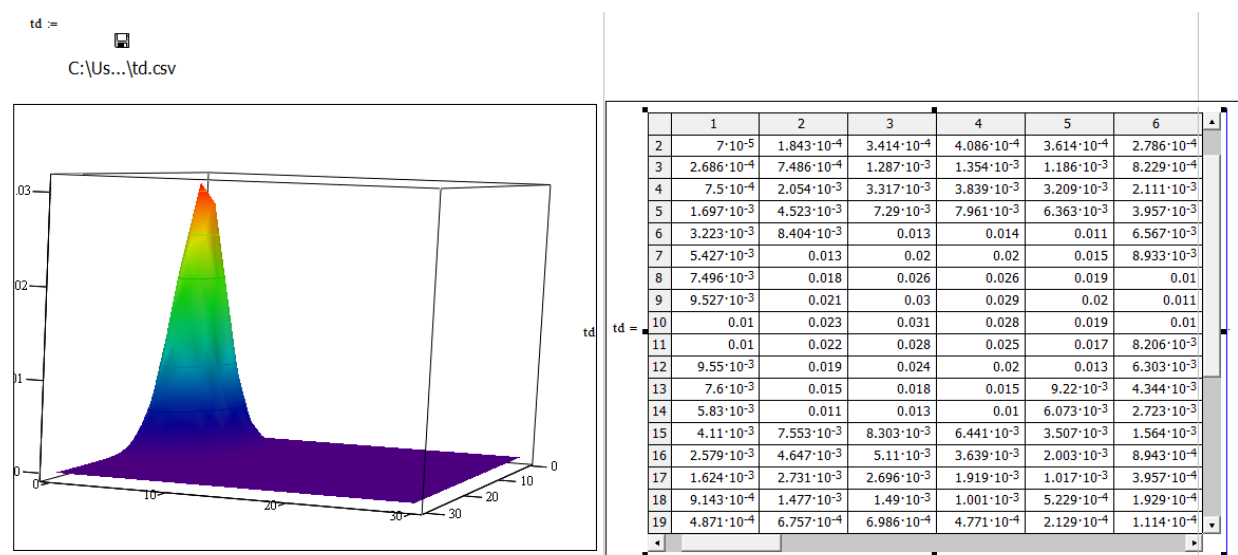 td :=
C:\Us...\td.csv
.03
02
01
0
0
10
20
30
30
20
10
0
td
td =
1 2 3 4 5 6
2 7·10-5 1.843·10-4 3.414·10-4 4.086·10-4 3.614·10-4 2.786·10-4
3 2.686·10-4 7.486·10-4 1.287·10-3 1.354·10-3 1.186·10-3 8.229·10-4
4 7.5·10-4 2.054·10-3 3.317·10-3 3.839·10-3 3.209·10-3 2.111·10-3
5 1.697·10-3 4.523·10-3 7.29·10-3 7.961·10-3 6.363·10-3 3.957·10-3
6 3.223·10-3 8.404·10-3 0.013 0.014 0.011 6.567·10-3
7 5.427·10-3 0.013 0.02 0.02 0.015 8.933·10-3
8 7.496·10-3 0.018 0.026 0.026 0.019 0.01
9 9.527·10-3 0.021 0.03 0.029 0.02 0.011
10 0.01 0.023 0.031 0.028 0.019 0.01
11 0.01 0.022 0.028 0.025 0.017 8.206·10-3
12 9.55·10-3 0.019 0.024 0.02 0.013 6.303·10-3
13 7.6·10-3 0.015 0.018 0.015 9.22·10-3 4.344·10-3
14 5.83·10-3 0.011 0.013 0.01 6.073·10-3 2.723·10-3
15 4.11·10-3 7.553·10-3 8.303·10-3 6.441·10-3 3.507·10-3 1.564·10-3
16 2.579·10-3 4.647·10-3 5.11·10-3 3.639·10-3 2.003·10-3 8.943·10-4
17 1.624·10-3 2.731·10-3 2.696·10-3 1.919·10-3 1.017·10-3 3.957·10-4
18 9.143·10-4 1.477·10-3 1.49·10-3 1.001·10-3 5.229·10-4 1.929·10-4
19 4.871·10-4 6.757·10-4 6.986·10-4 4.771·10-4 2.129·10-4 1.114·10-4